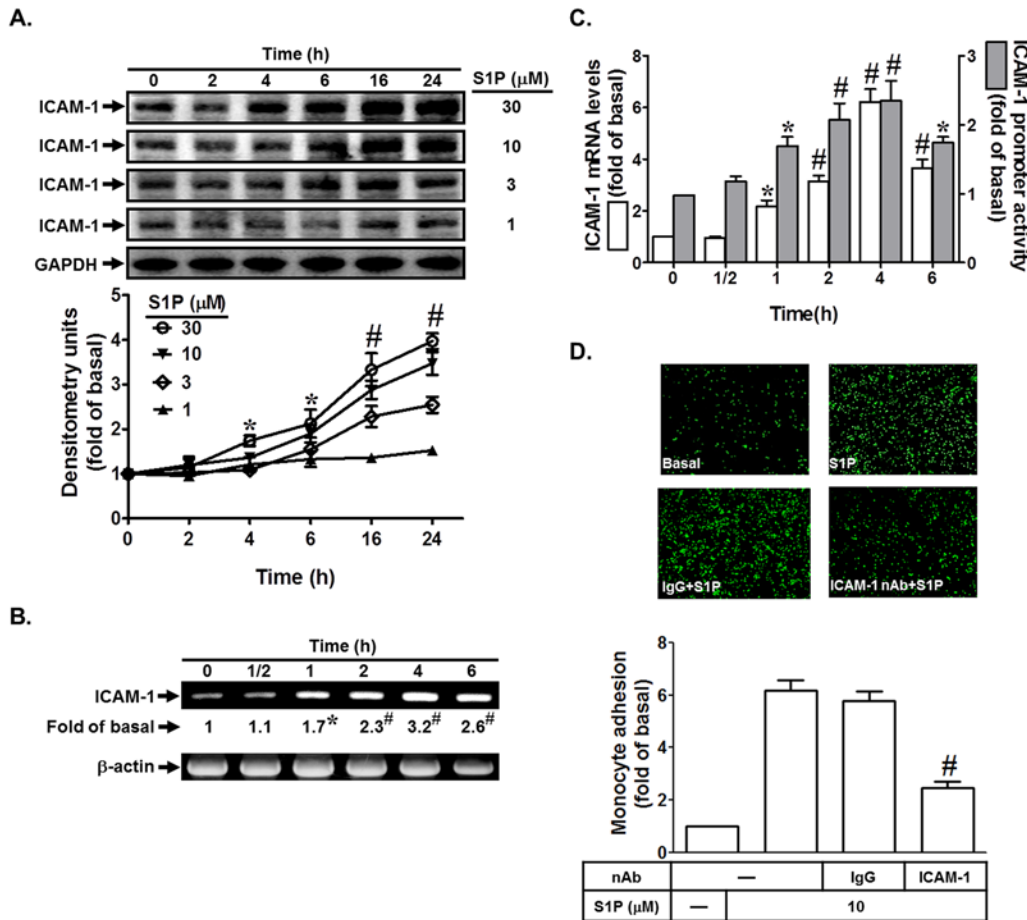 A.
Time (h)
0 2 4 6 16 24 S1P (μM)
ICAM-1 30
ICAM-1 10
ICAM-1 3
ICAM-1 1
GAPDH
Densitometry units
(fold of basal)
5
4
3
2
1
0
S1P (μM)
30
10
3
1
* * # #
0 2 4 6 16 24
Time (h)
B.
Time (h)
0 1/2 1 2 4 6
ICAM-1
Fold of basal 1 1.1 1.7* 2.3# 3.2# 2.6#
β-actin
C.
ICAM-1 mRNA levels
(fold of basal)
8
6
4
2
0
* * # # # # # *
3
2
1
0
ICAM-1 promoter activity
(fold of basal)
0 1/2 1 2 4 6
Time(h)
D.
Basal
S1P
IgG+S1P
ICAM-1 nAb+S1P
Monocyte adhesion
(fold of basal)
8
6
4
2
0
#
nAb — IgG ICAM-1
S1P (μM) — 10